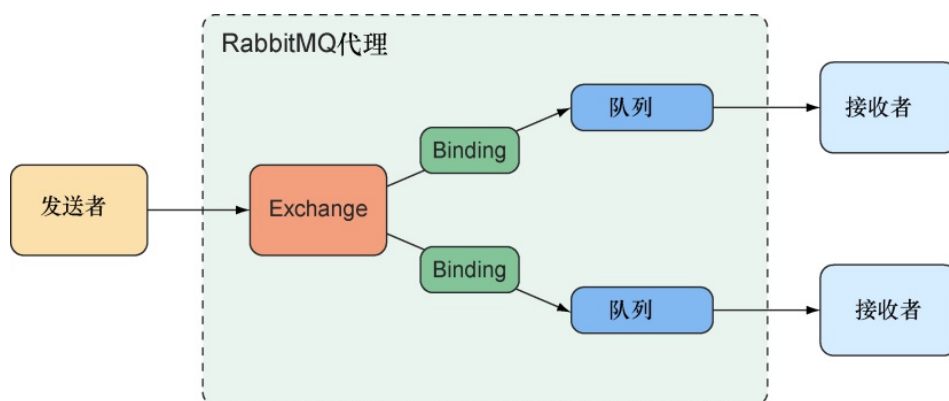 RabbitMQ代理
发送者
Exchange
Binding
Binding
队列
队列
接收者
接收者